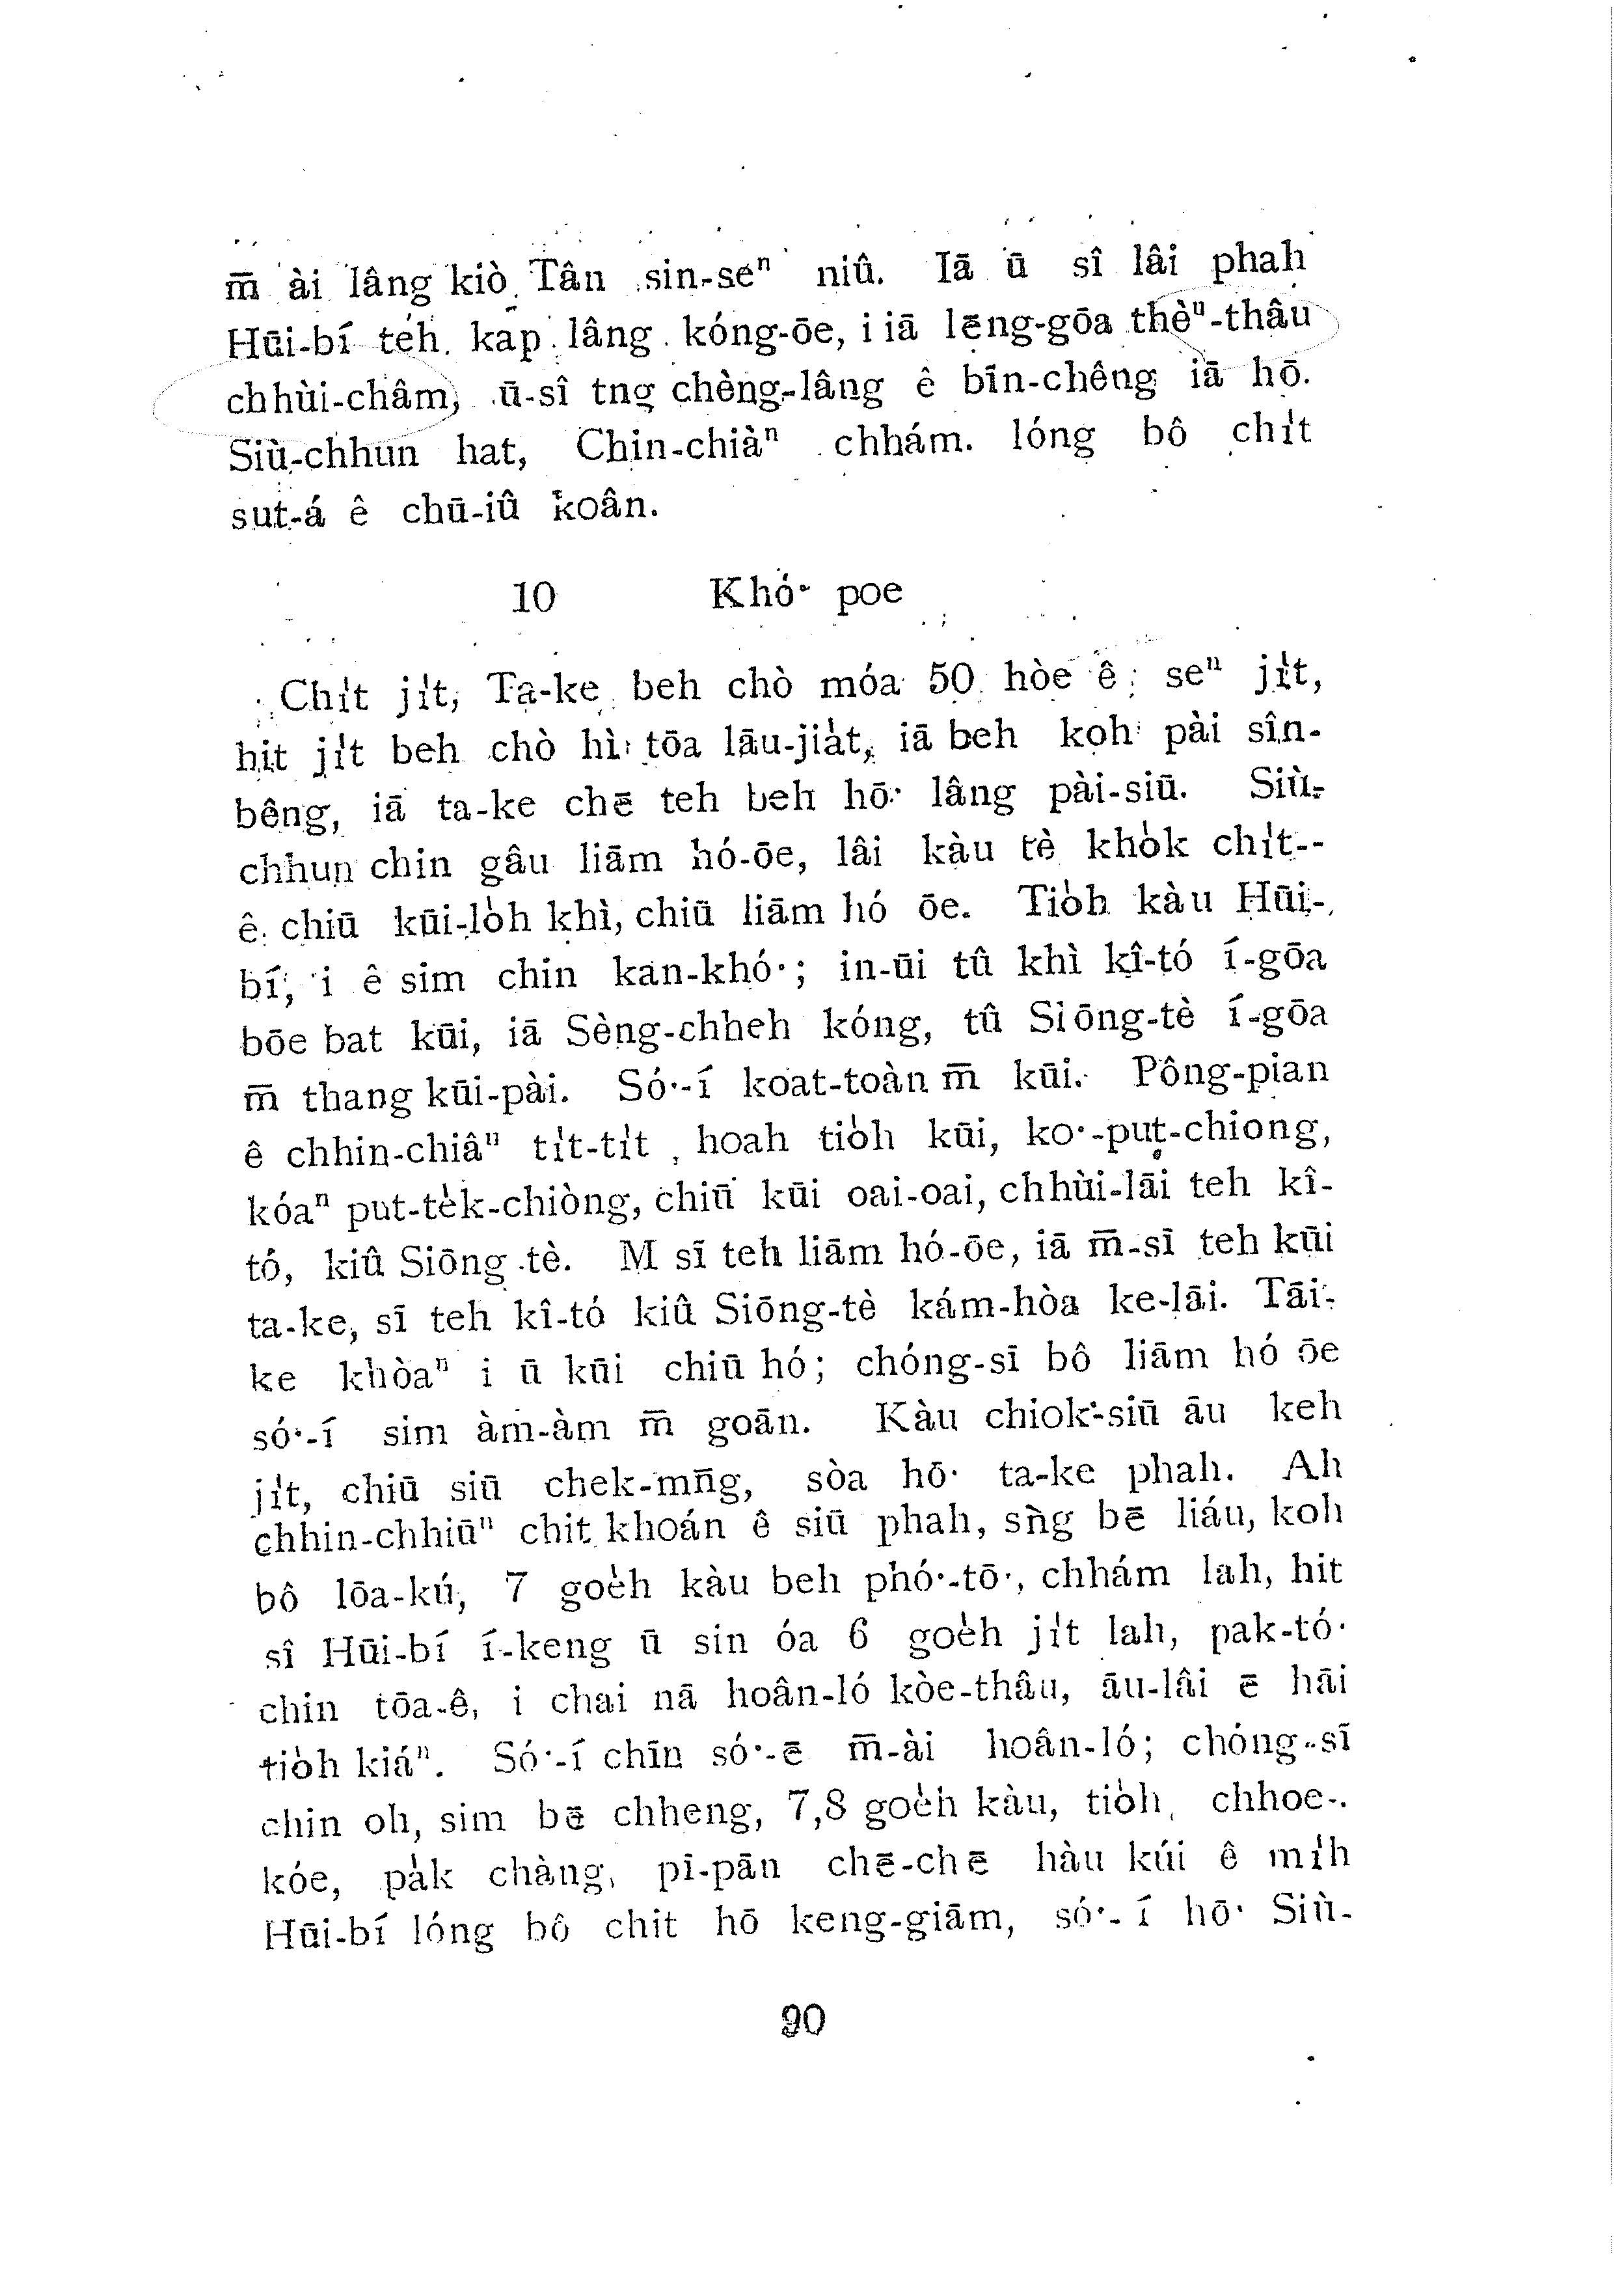 m̄ ài lâng kiò Tân sin-seⁿ niû. Iā ū sî lâi phah
Hūi-bí teh kap lâng kóng-ōe, i iā lēng-gōa thèⁿ-thâu
chhùi-châm, ū-sî tng chèng-lâng ê bīn-chêng iā hō.
Siù-chhun hat, Chin-chiàⁿ chhám. lóng bô chi̍t
sut-á ê chū-iû koân.
10 Khó͘ poe
Chi̍t ji̍t, Ta-ke beh chò móa 50 hòe ê seⁿ ji̍t,
hit ji̍t beh chò hì tōa lāu-jia̍t, iā beh koh pài sîn-
bêng, iā ta-ke chē teh beh hō͘ lâng pài-siū. Siù-
chhun chin gâu liām hó-ōe, lâi kàu tè kho̍k chi̍t--
ê chiū kūi-lo̍h khì, chiū liām hó ōe. Tio̍h kàu Hūi-
bí, i ê sim chin kan-khó͘; in-ūi tû khì kî-tó í-gōa
bōe bat kūi, iā Sèng-chheh kóng, tû Siōng-tè í-gōa
m̄ thang kūi-pài. Só͘-í koat-toàn m̄ kūi. Pông-pian
ê chhin-chiâⁿ ti̍t-ti̍t hoah tio̍h kūi, ko͘-put-chiong,
kóaⁿ put-te̍k-chiòng, chiū kūi oai-oai, chhùi-lāi teh kî-
tó, kiû Siōng tè. M sī teh liām hó-ōe, iā m̄-sī teh kūi
ta-ke, sī teh kî-tó kiû Siōng-tè kám-hòa ke-lāi. Tāi-
ke khòaⁿ i ū kūi chiū hó; chóng-sī bô liām hó ōe
só͘-í sim àm-àm m̄ goān. Kàu chiok-siū āu keh
ji̍t, chiū siū chek-mn̄g, sòa hō͘ ta-ke phah. Ah
chhin-chhiūⁿ chit khoán ê siū phah, sǹg bē liáu, koh
bô lōa-kú, 7 goe̍h kàu beh phó͘-tō͘, chhám lah, hit
sî Hūi-bí í-keng ū sin óa 6 goe̍h ji̍t lah, pak-tó͘
chin tōa-ê, i chai nā hoân-ló kòe-thâu, āu-lâi ē hāi
tio̍h kiáⁿ. Só͘-í chīn só͘-ē m̄-ài hoân-ló; chóng-sī
chin oh, sim bē chheng, 7,8 goe̍h kàu, tio̍h chhoe-
kóe, pa̍k chàng, pī-pān chē-chē hàu kúi ê mi̍h
Hūi-bí lóng bô chit hō keng-giām, só͘-í hō͘ Siù-
90